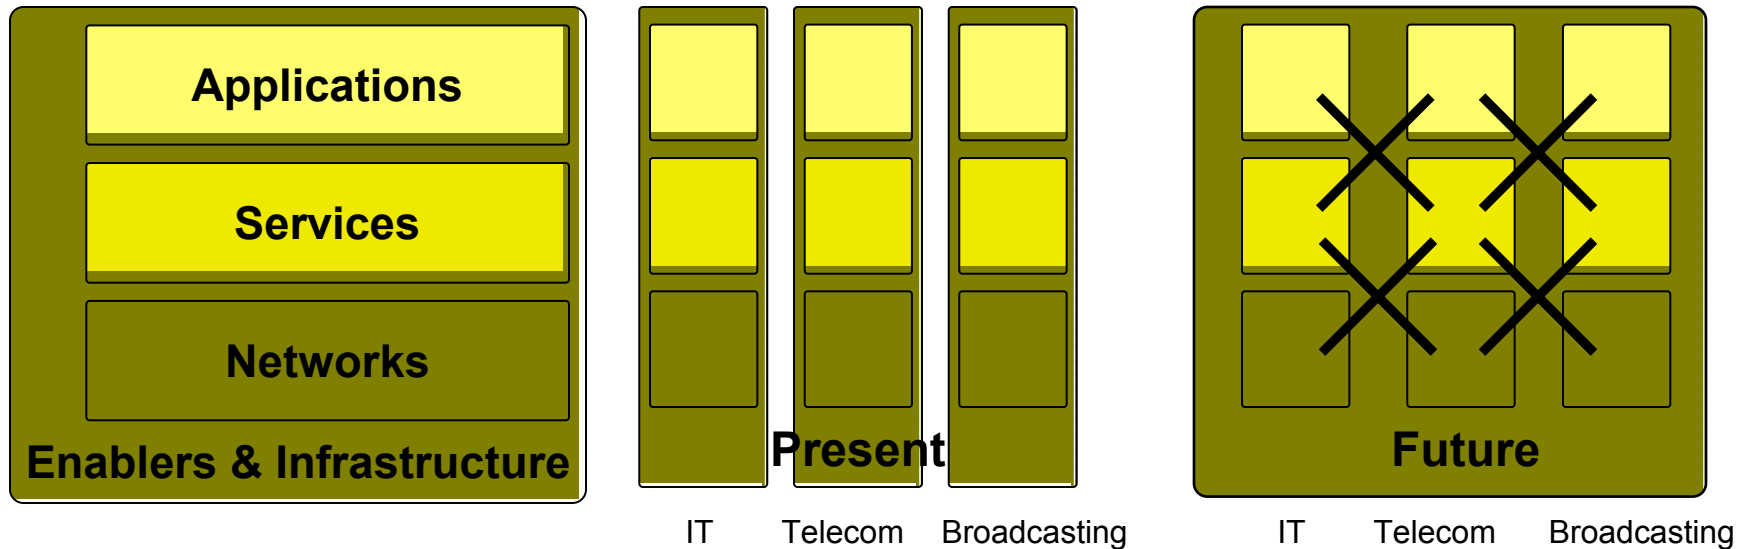 Applications
Services
Networks
Enablers & Infrastructure
Present
IT Telecom Broadcasting
Future
IT Telecom Broadcasting